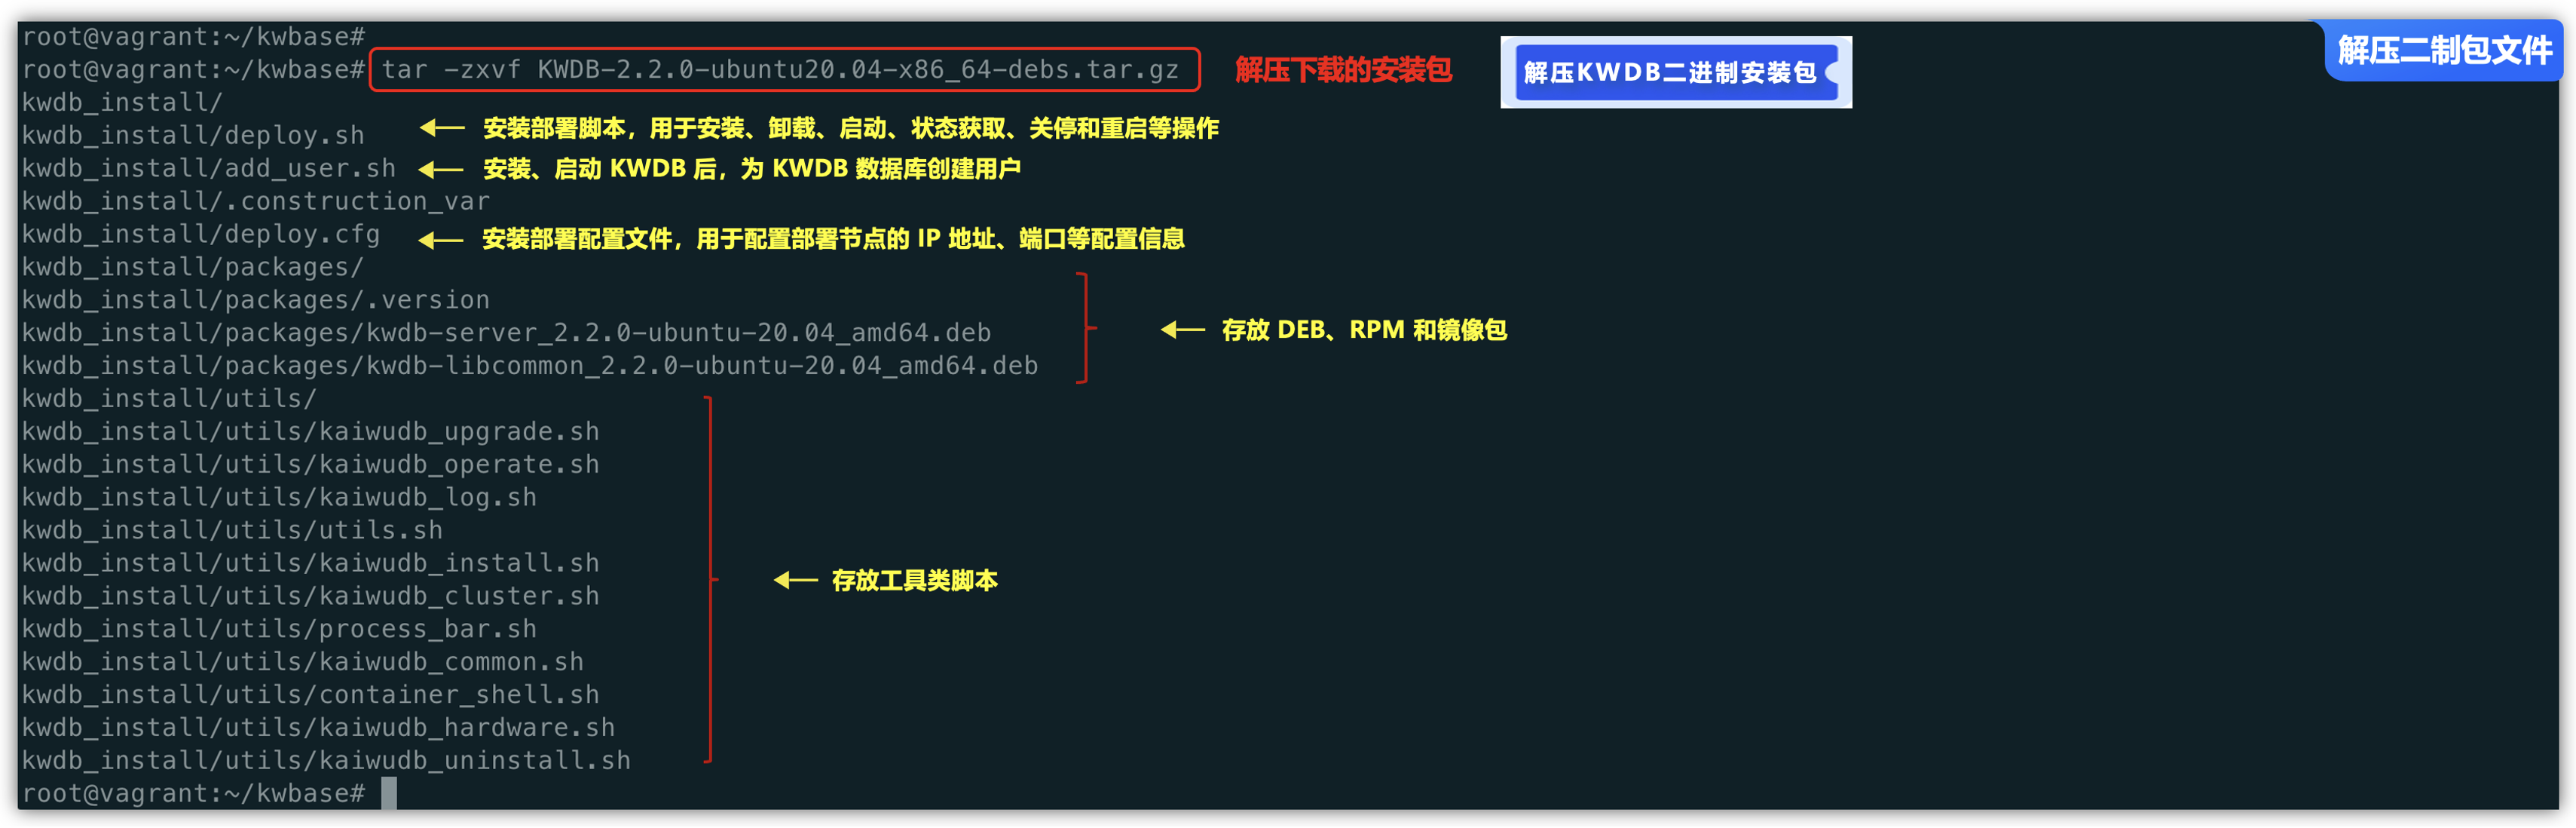 root@vagrant:~/kwbase#
解压二制包文件
root@vagrant:~/kwbase# tar -zxvf KWDB-2.2.0-ubuntu20.04-x86_64-debs.tar.gz 解压下载的安装包 解压KWDB二进制安装包
kwdb_install/
kwdb_install/deploy.sh 安装部署脚本，用于安装、卸载、启动、状态获取、关停和重启等操作
kwdb_install/add_user.sh 安装、启动 KWDB 后，为 KWDB 数据库创建用户
kwdb_install/.construction_var
kwdb_install/deploy.cfg 安装部署配置文件，用于配置部署节点的 IP 地址、端口等配置信息
kwdb_install/packages/
kwdb_install/packages/.version
kwdb_install/packages/kwdb-server_2.2.0-ubuntu-20.04_amd64.deb 存放 DEB、RPM 和镜像包
kwdb_install/packages/kwdb-libcommon_2.2.0-ubuntu-20.04_amd64.deb
kwdb_install/utils/
kwdb_install/utils/kaiwudb_upgrade.sh
kwdb_install/utils/kaiwudb_operate.sh
kwdb_install/utils/kaiwudb_log.sh
kwdb_install/utils/utils.sh
kwdb_install/utils/kaiwudb_install.sh 存放工具类脚本
kwdb_install/utils/kaiwudb_cluster.sh
kwdb_install/utils/process_bar.sh
kwdb_install/utils/kaiwudb_common.sh
kwdb_install/utils/container_shell.sh
kwdb_install/utils/kaiwudb_hardware.sh
kwdb_install/utils/kaiwudb_uninstall.sh
root@vagrant:~/kwbase#